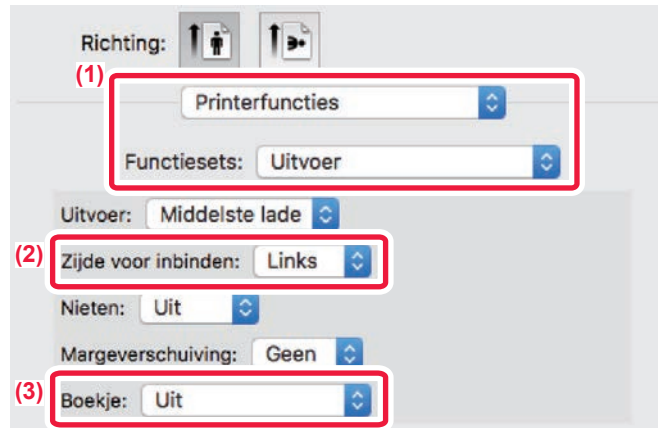 Richting:
(1)
Printerfuncties
Functiesets: Uitvoer
Uitvoer: Middelste lade
(2) Zijde voor inbinden: Links
Nieten: Uit
Margeverschuiving: Geen
(3) Boekje: Uit